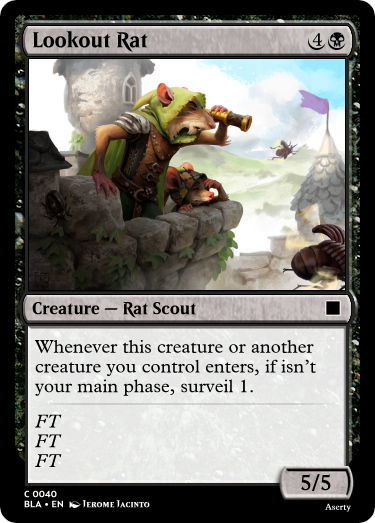 Lookout Rat 4
Creature — Rat Scout
Whenever this creature or another
creature you control enters, if isn't
your main phase, surveil 1.
FT
FT
FT
5/5
C 0040
BLA • EN Jerome Jacinto
Aserty